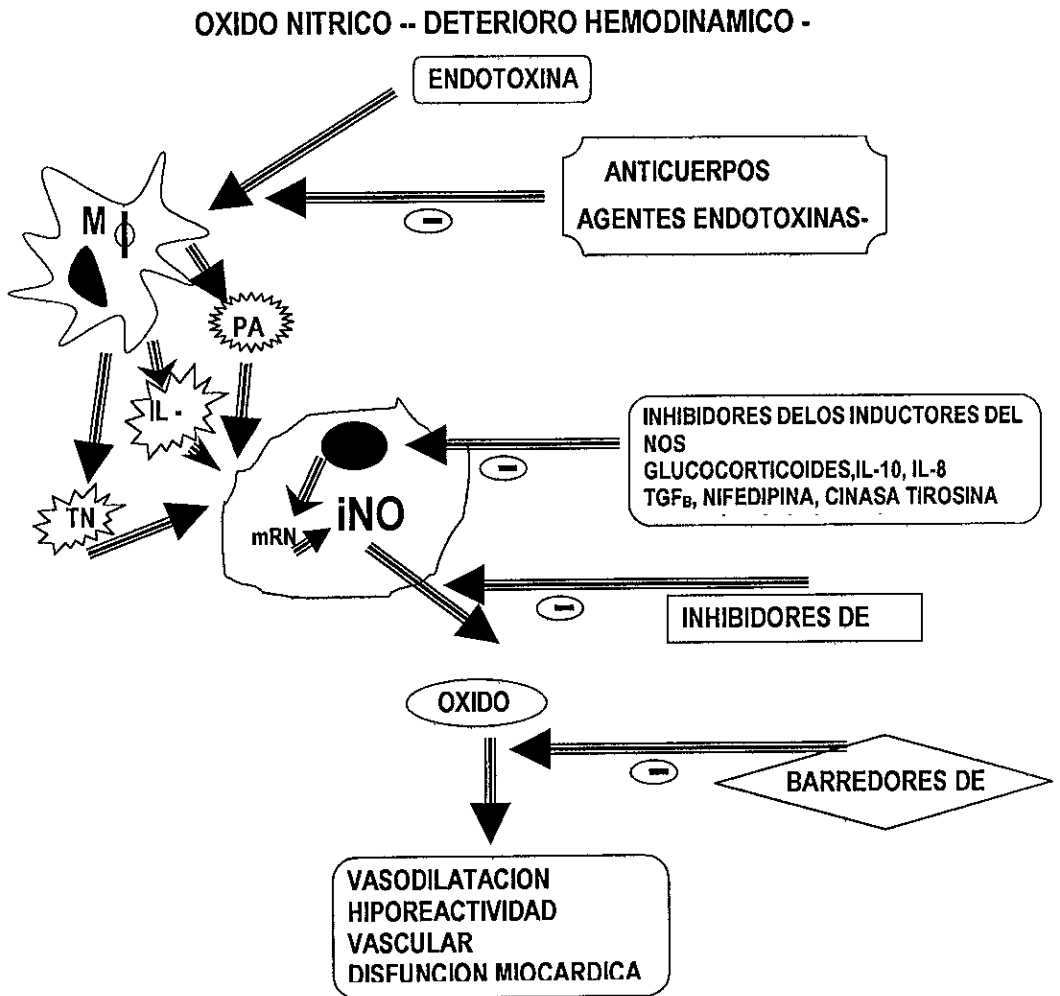 OXIDO NITRICO -- DETERIORO HEMODINAMICO -
ENDOTOXINA
ANTICUERPOS
AGENTES ENDOTOXINAS-
M
PA
IL -
TN
mRN
iNO
INHIBIDORES DELOS INDUCTORES DEL
NOS
GLUCOCORTICOIDES,IL-10, IL-8
TGFB, NIFEDIPINA, CINASA TIROSINA
INHIBIDORES DE
OXIDO
BARREDORES DE
VASODILATACION
HIPOREACTIVIDAD
VASCULAR
DISFUNCION MIOCARDICA